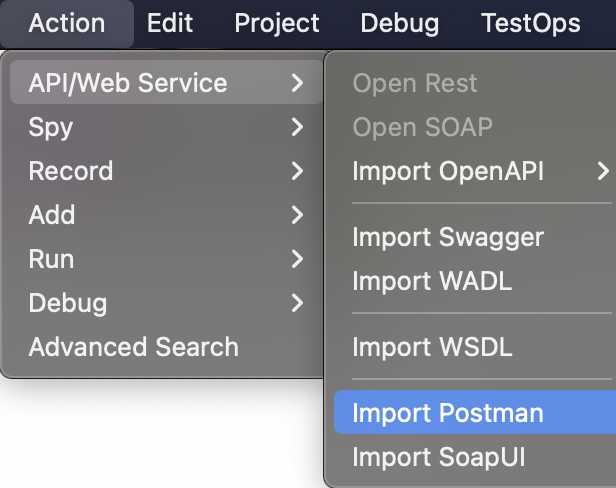 Action Edit Project Debug TestOps
API/Web Service
Spy
Record
Add
Run
Debug
Advanced Search
Open Rest
Open SOAP
Import OpenAPI
Import Swagger
Import WADL
Import WSDL
Import Postman
Import SoapUI